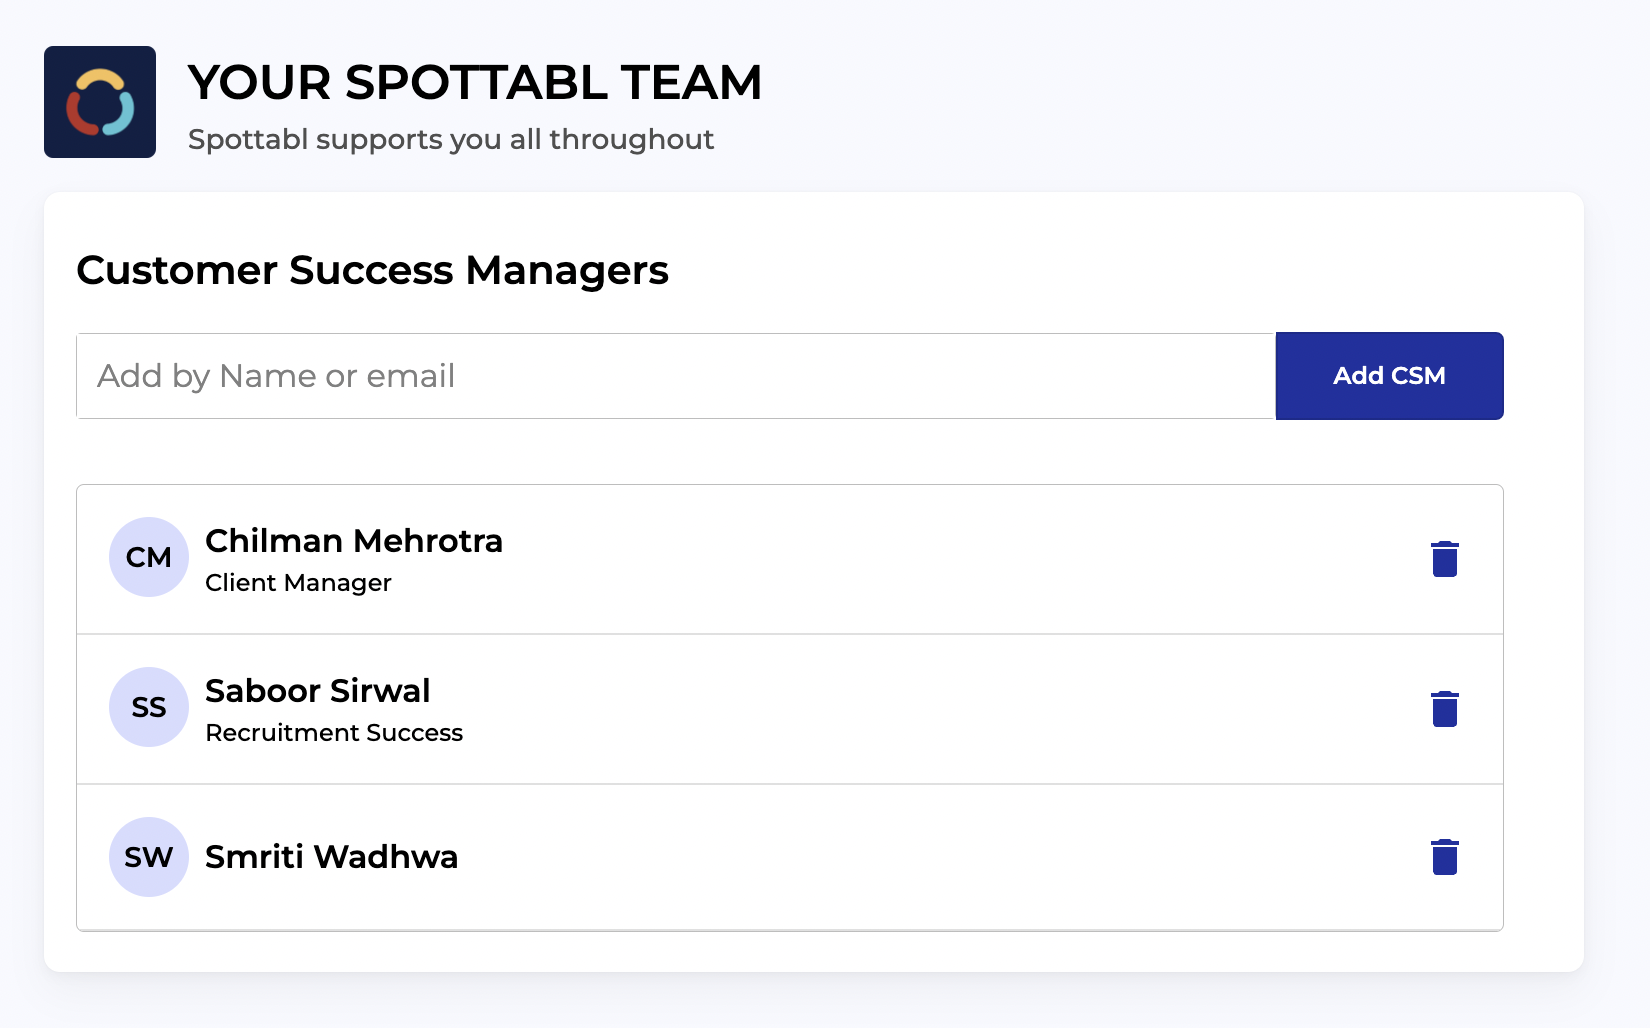 YOUR SPOTTABL TEAM
Spottabl supports you all throughout
Customer Success Managers
Add by Name or email
Add CSM
CM
Chilman Mehrotra
Client Manager
SS
Saboor Sirwal
Recruitment Success
SW
Smriti Wadhwa